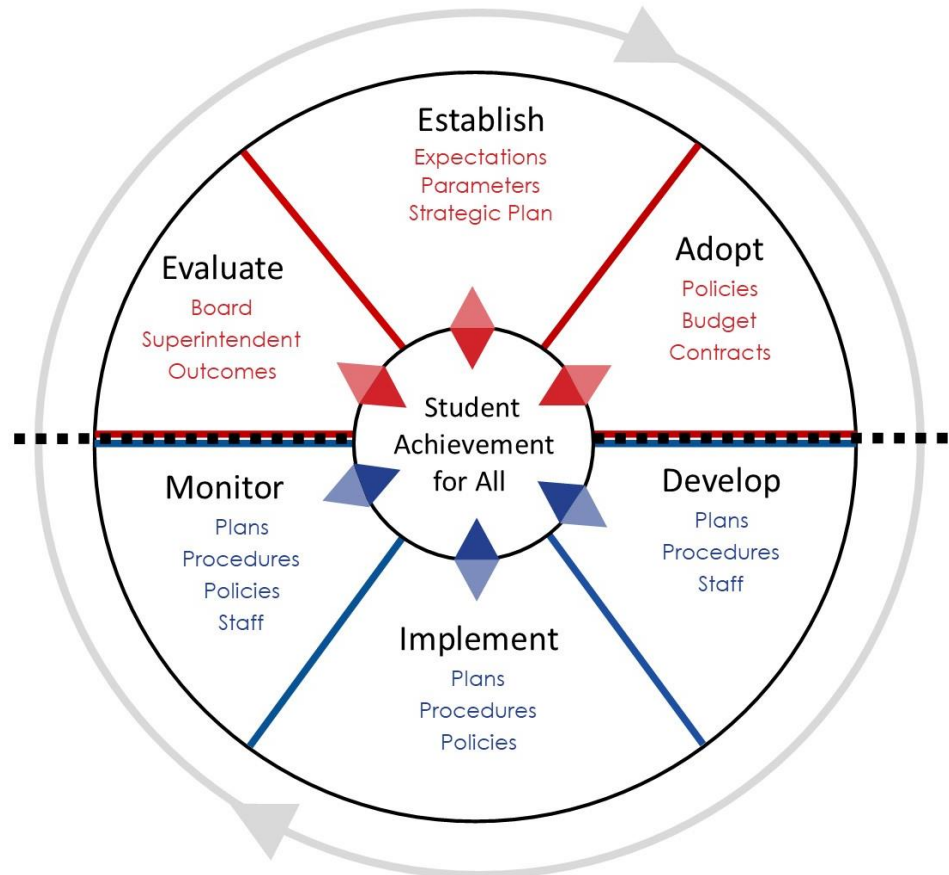 Establish
Expectations
Parameters
Strategic Plan
Adopt
Policies
Budget
Contracts
Develop
Plans
Procedures
Staff
Implement
Plans
Procedures
Policies
Monitor
Plans
Procedures
Policies
Staff
Evaluate
Board
Superintendent
Outcomes
Student
Achievement
for All